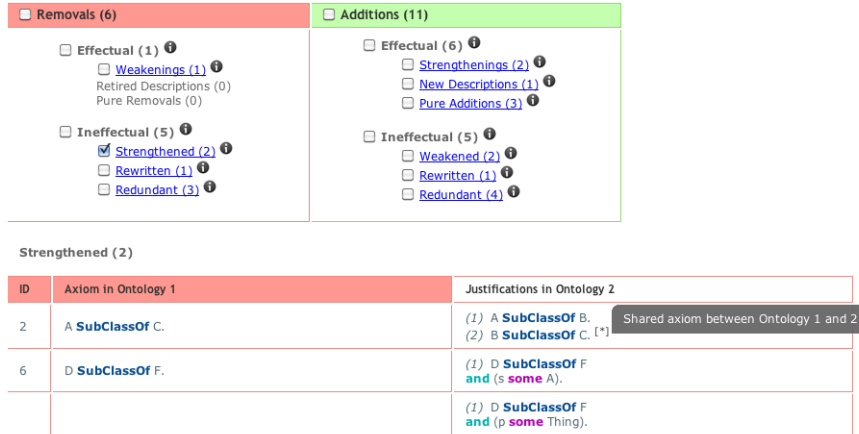 Removals (6)
Additions (11)
Effectual (1)
Weakenings (1)
Retired Descriptions (0)
Pure Removals (0)
Ineffectual (5)
Strengthened (2)
Rewritten (1)
Redundant (3)
Effectual (6)
Strengthenings (2)
New Descriptions (1)
Pure Additions (3)
Ineffectual (5)
Weakened (2)
Rewritten (1)
Redundant (4)
Strengthened (2)
ID Axiom in Ontology 1 Justifications in Ontology 2
2 A SubClassOf C. (1) A SubClassOf B.
(2) B SubClassOf C. [*]
Shared axiom between Ontology 1 and 2
6 D SubClassOf F. (1) D SubClassOf F
and (s some A).
(1) D SubClassOf F
and (p some Thing).